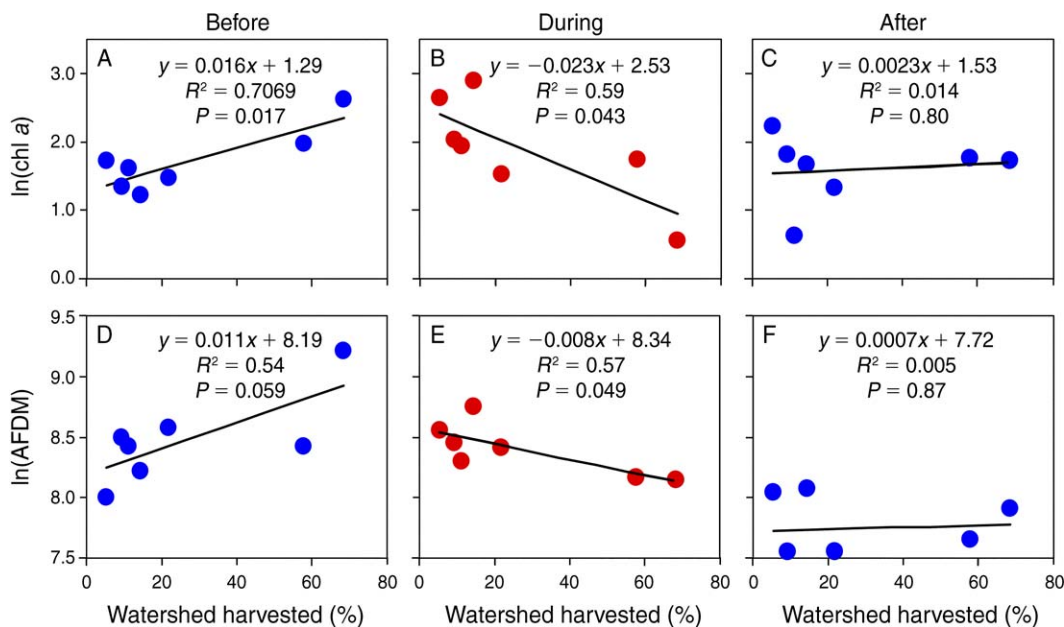 Before
During
After
A
y = 0.016x + 1.29
R² = 0.7069
P = 0.017
B
y = −0.023x + 2.53
R² = 0.59
P = 0.043
C
y = 0.0023x + 1.53
R² = 0.014
P = 0.80
ln(chl a)
3.0
2.0
1.0
0.0
D
y = 0.011x + 8.19
R² = 0.54
P = 0.059
E
y = −0.008x + 8.34
R² = 0.57
P = 0.049
F
y = 0.0007x + 7.72
R² = 0.005
P = 0.87
ln(AFDM)
9.5
9.0
8.5
8.0
7.5
0 20 40 60 80
0 20 40 60 80
0 20 40 60 80
Watershed harvested (%)
Watershed harvested (%)
Watershed harvested (%)